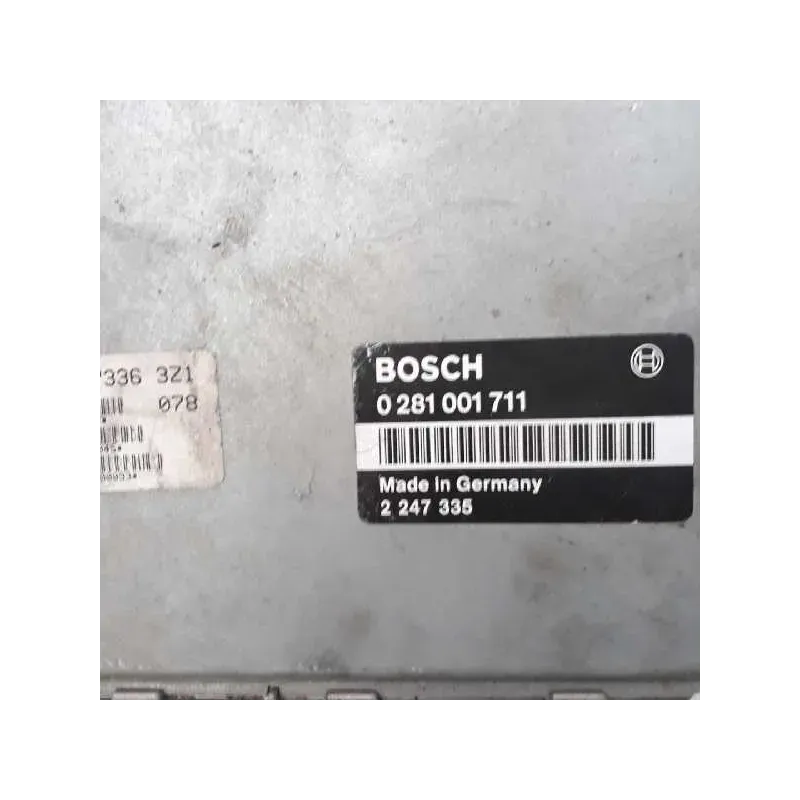 336 3Z1
078
BOSCH
0 281 001 711
Made in Germany
2 247 335